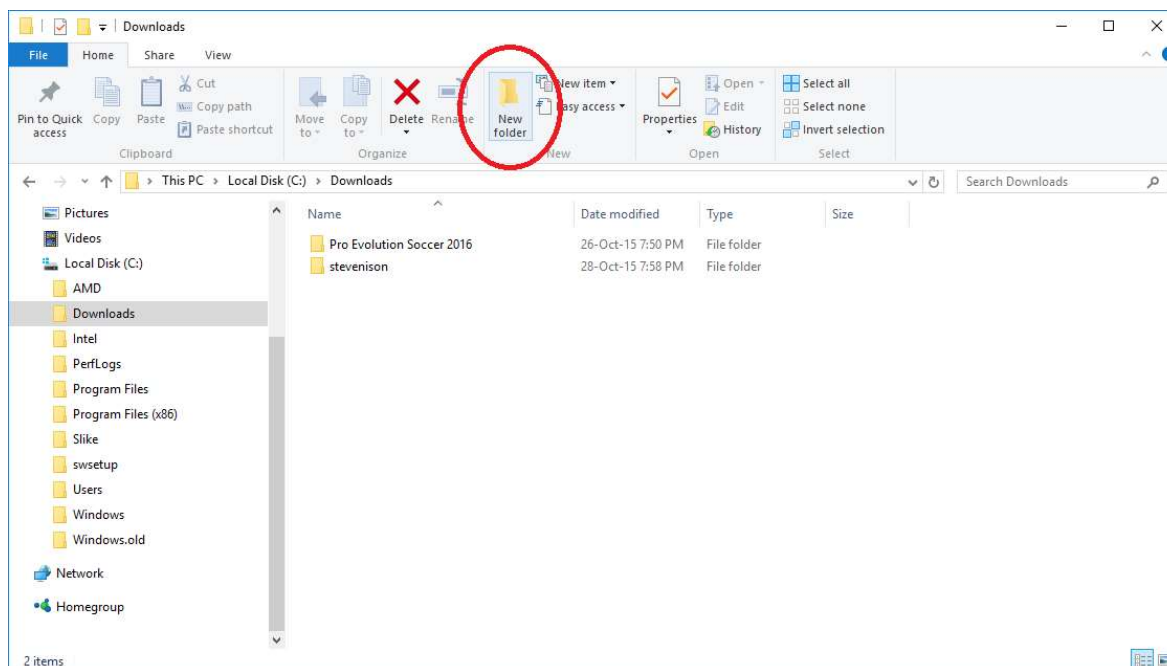 Downloads
File Home Share View
Pin to Quick access
Copy
Paste
Cut
Copy path
Paste shortcut
Clipboard
Move to
Copy to
Delete
Rename
Organize
New folder
New item
Easy access
New
Properties
Open
Edit
History
Open
Select all
Select none
Invert selection
Select
This PC > Local Disk (C:) > Downloads
Search Downloads
Name Date modified Type Size
Pro Evolution Soccer 2016 26-Oct-15 7:50 PM File folder
stevenison 28-Oct-15 7:58 PM File folder
Pictures
Videos
Local Disk (C:)
AMD
Downloads
Intel
PerfLogs
Program Files
Program Files (x86)
Slike
swsetup
Users
Windows
Windows.old
Network
Homegroup
2 items